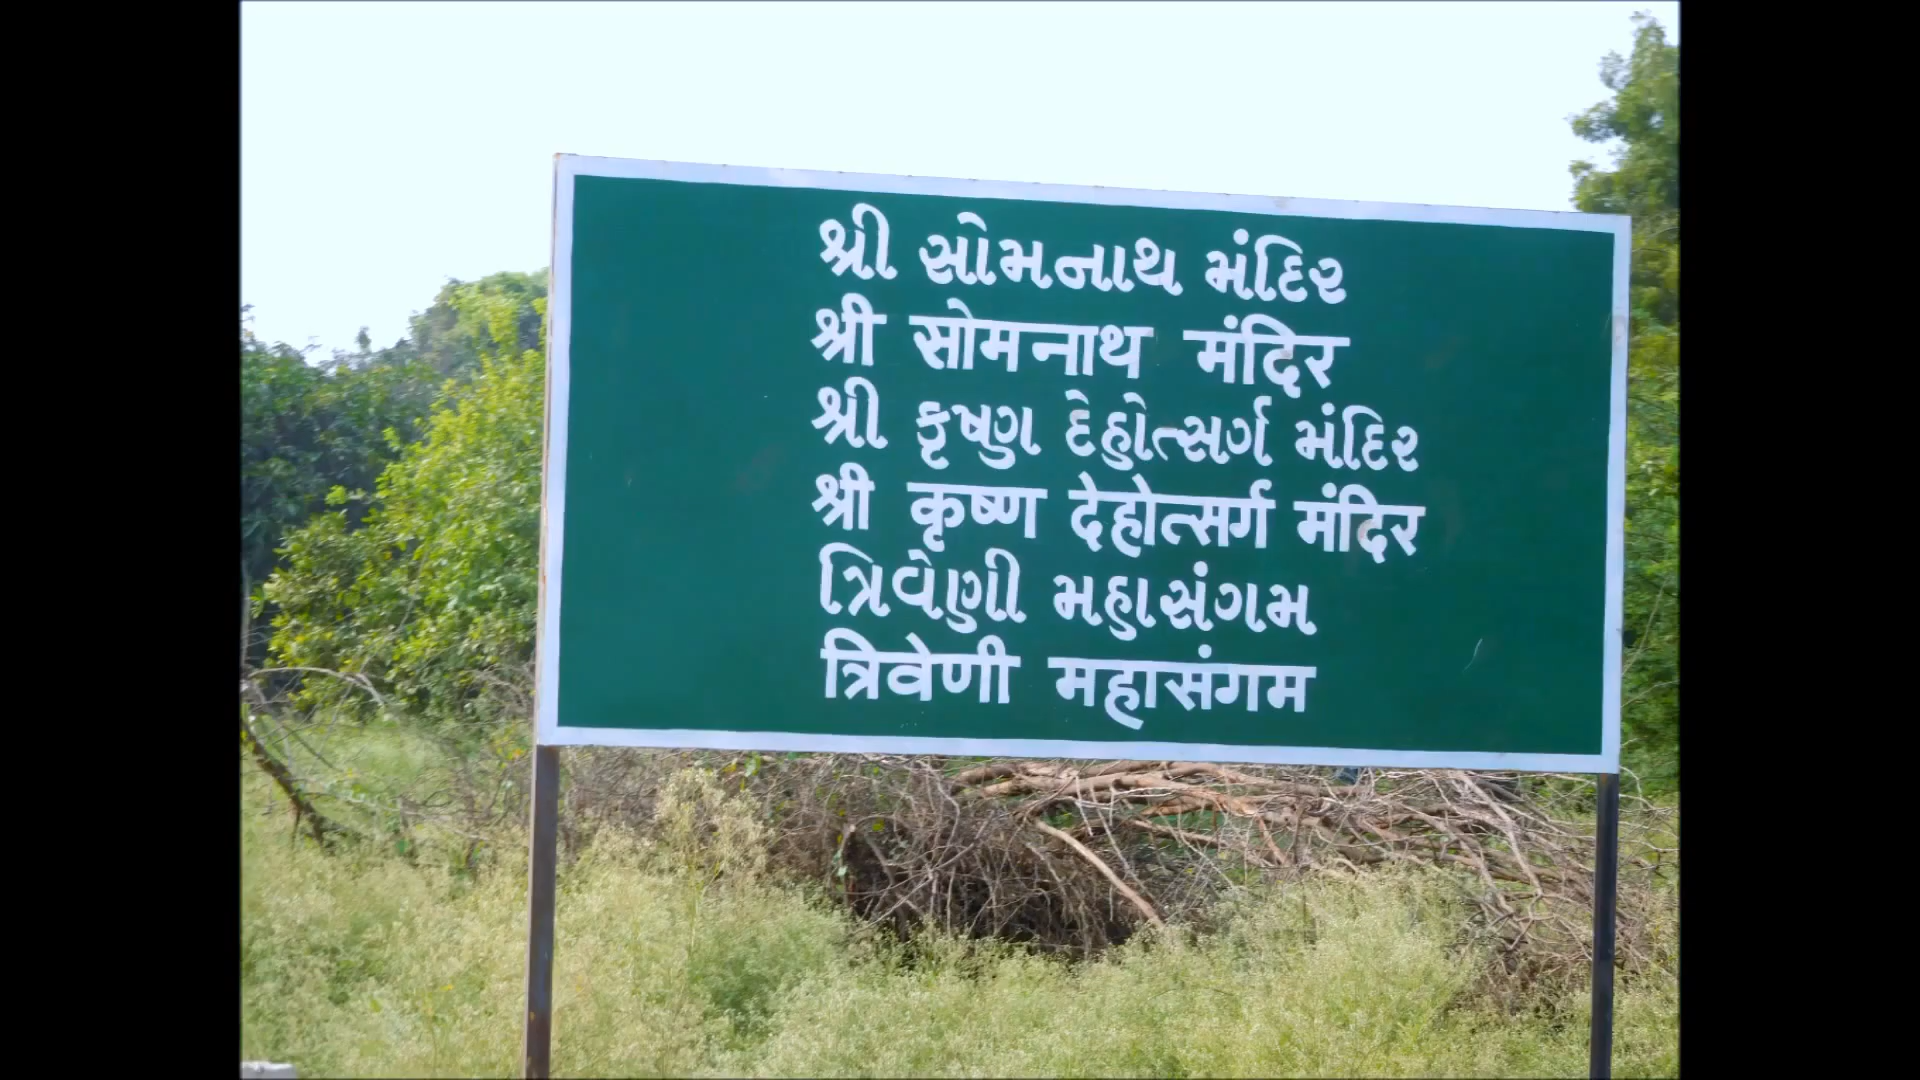 શ્રી સોમનાથ મંદિર
श्री सोमनाथ मंदिर
શ્રી કૃષ્ણ દેહોત્સર્ગ મંદિર
श्री कृष्ण देहोत्सर्ग मंदिर
ત્રિવેણી મહાસંગમ
त्रिवेणी महासंगम